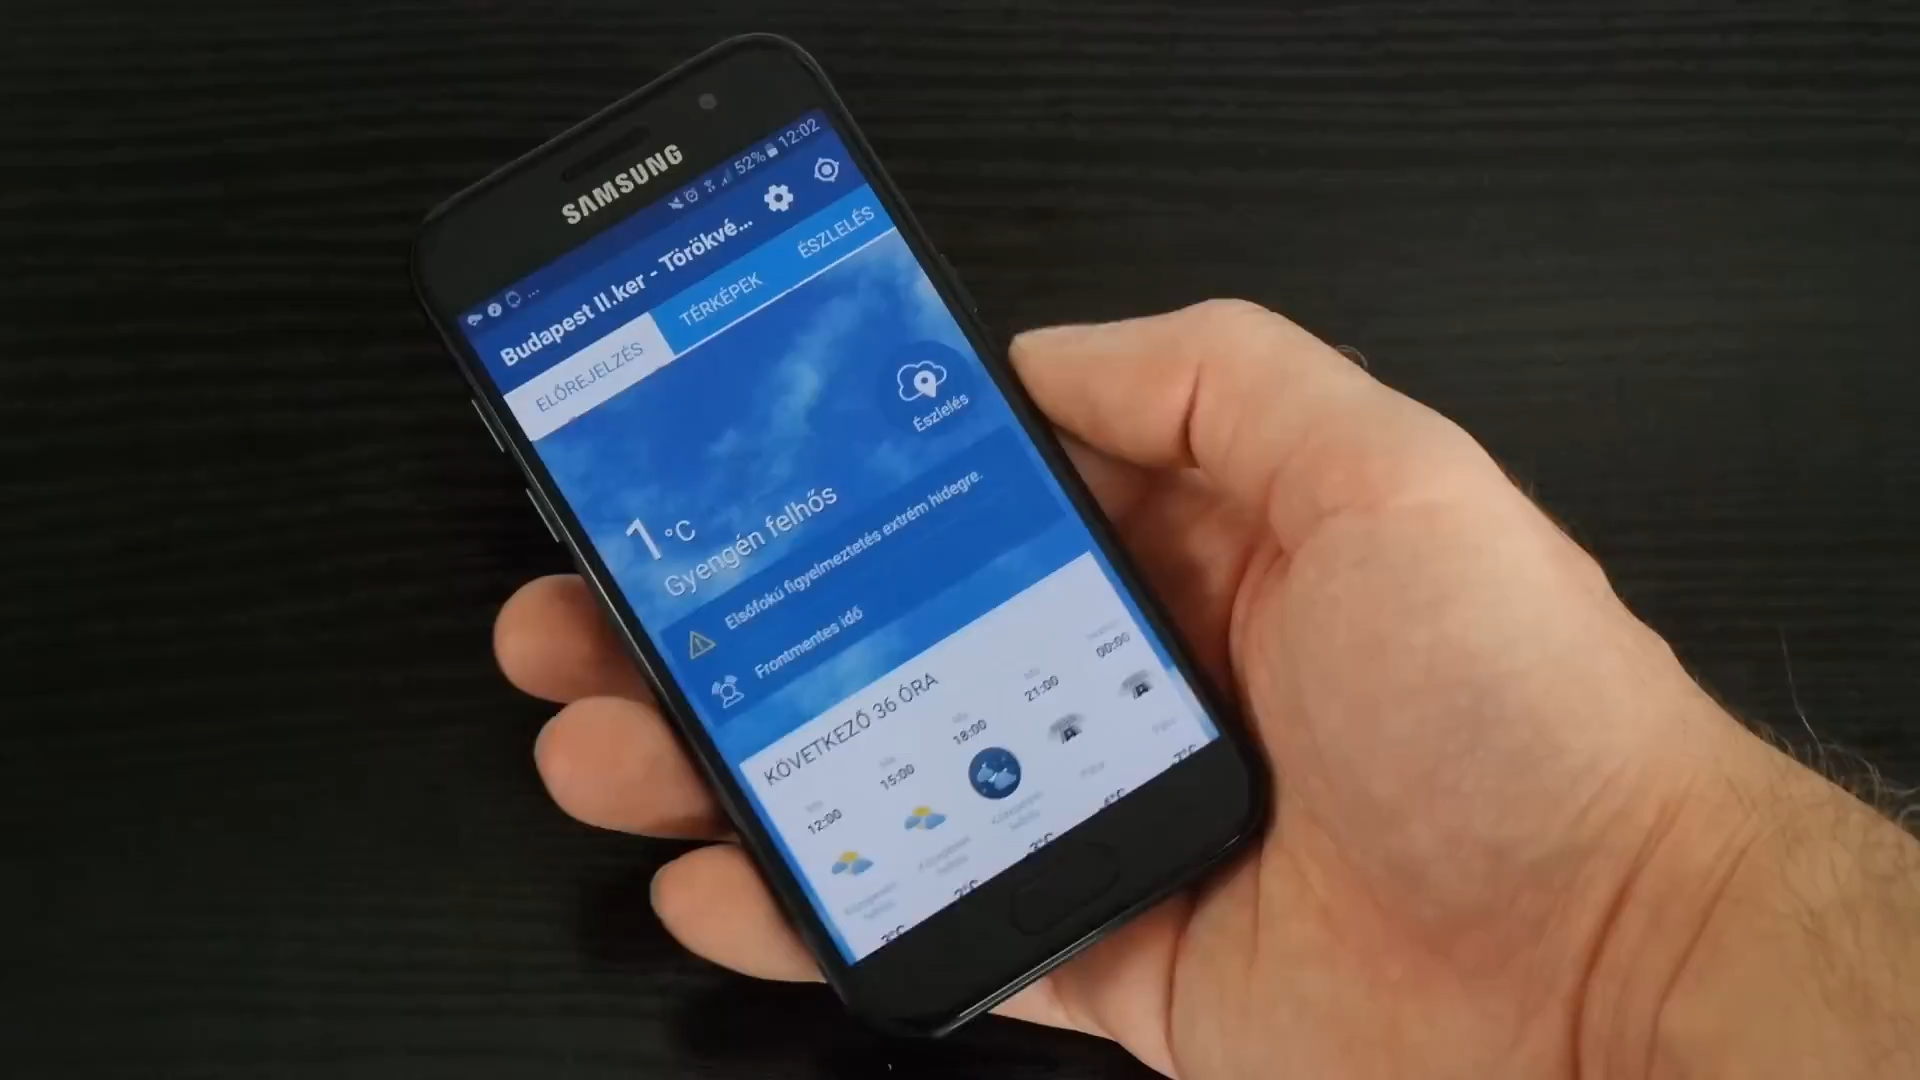 SAMSUNG
52% 12:02
Budapest II.ker - Törökvé...
ELŐREJELZÉS
TÉRKÉPEK
ÉSZLELÉS
Észlelés
1°C
Gyengén felhős
Elsőfokú figyelmeztetés extrém hidegre.
Frontmentes idő
KÖVETKEZŐ 36 ÓRA
12:00
15:00
18:00
21:00
00:00